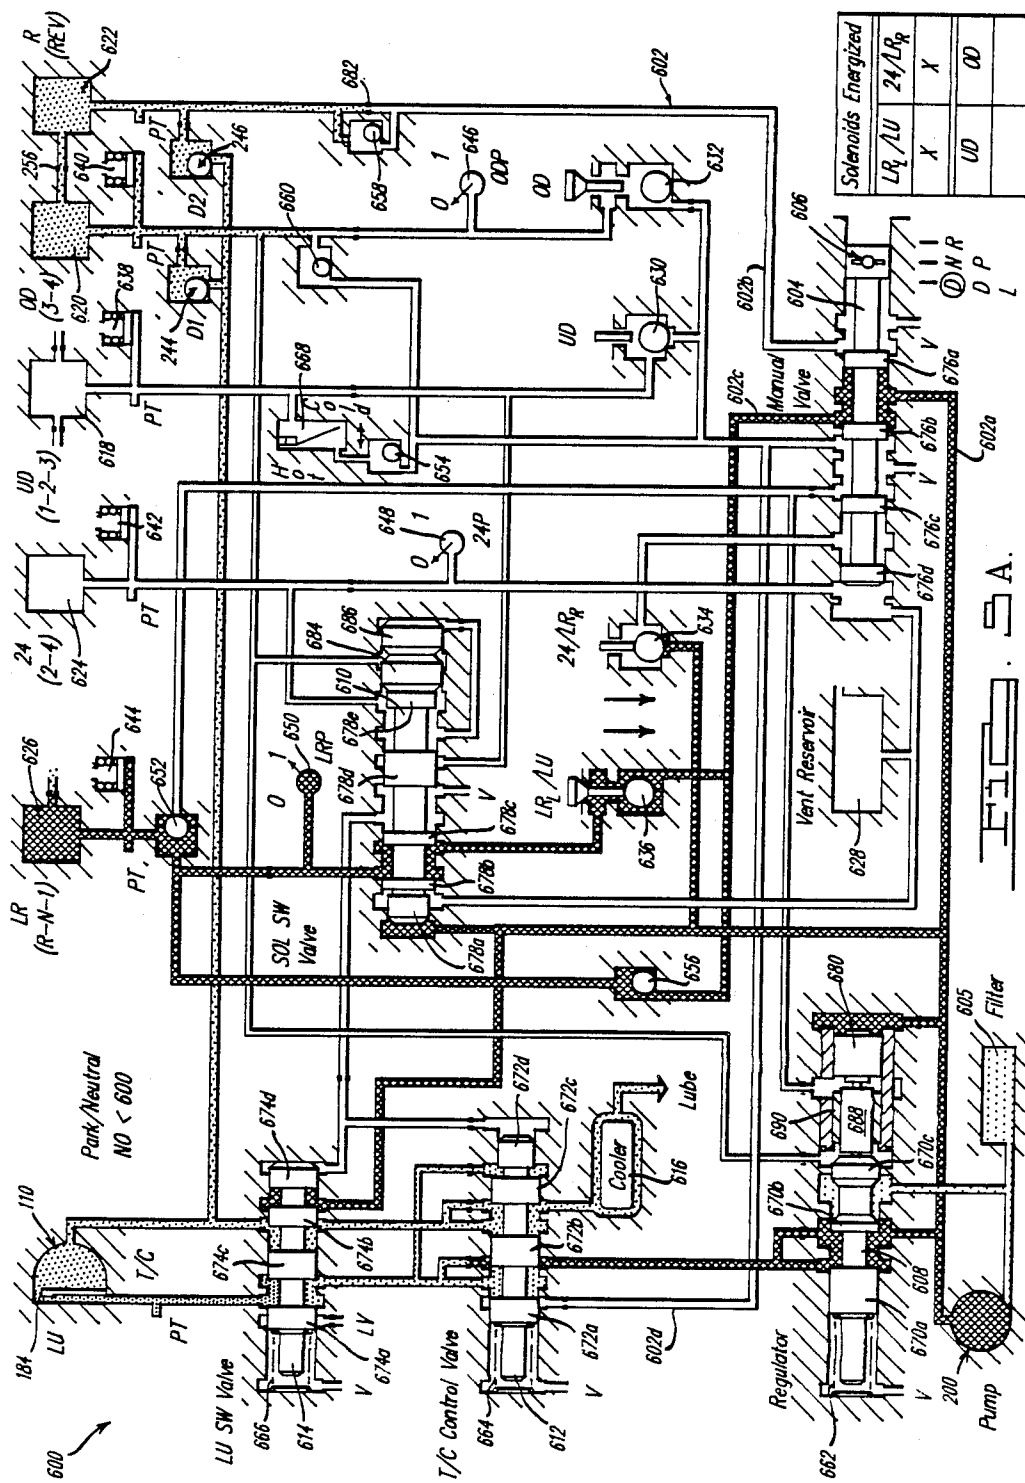 R
(REV)
622
256
640
PT
246
D2
682
602
658
OD
(3-4)
620
638
PT
244
D1
660
O
1
646
ODP
OD
632
UD
(1-2-3)
618
PT
668
Cold
Hot
654
UD
630
602b
602c
Manual
Valve
606
604
R
N
D
P
D
L
V
676a
676b
602a
V
676c
676d
24
(2-4)
624
642
PT
648
O
1
24P
686
684
610
678e
24/LR_R
634
Vent Reservoir
628
LR
(R-N-1)
626
644
652
PT
650
O
1
LRP
678d
V
678c
678b
678a
SOL SW
Valve
LR_L/LU
636
656
Park/Neutral
NO < 600
110
184
LU
T/C
PT
674d
674c
674b
LV
674a
LU SW Valve
666
614
V
672d
672c
672b
672a
Lube
Cooler
616
602d
T/C Control Valve
664
612
V
680
690
688
670c
670b
608
670a
Regulator
662
V
200
Pump
605
Filter
600
Solenoids Energized
LR_L/LU 24/LR_R
X X
UD OD
FIG. 5A.